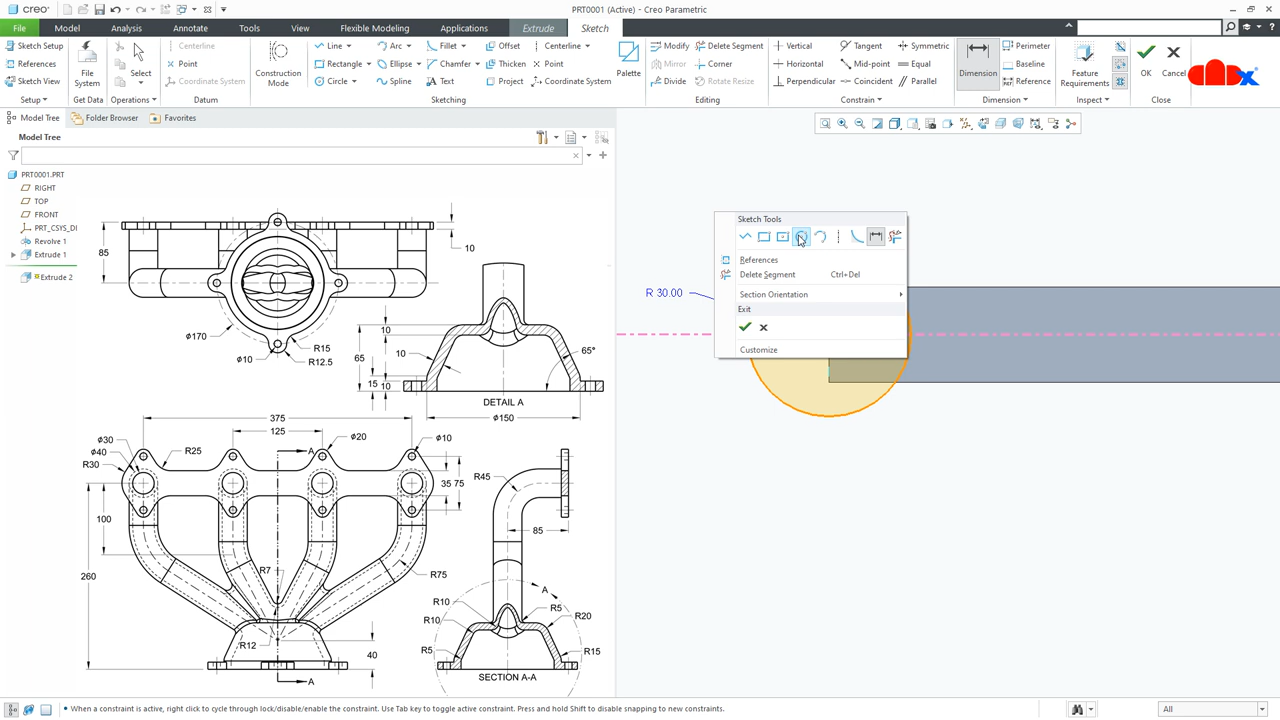 creo
PRT0001 (Active) - Creo Parametric
File Model Analysis Annotate Tools View Flexible Modeling Applications Extrude Sketch
Sketch Setup
References
Sketch View
Setup
File System
Get Data
Select
Operations
Centerline
Point
Coordinate System
Datum
Construction Mode
Line Arc Fillet Offset Centerline
Rectangle Ellipse Chamfer Thicken Point
Circle Spline Text Project Coordinate System
Palette
Sketching
Modify Delete Segment
Mirror Corner
Divide Rotate Resize
Editing
Vertical Tangent Symmetric
Horizontal Mid-point Equal
Perpendicular Coincident Parallel
Constrain
Dimension
Perimeter
Baseline
Reference
Dimension
Feature Requirements
Inspect
OK Cancel
Close
Model Tree Folder Browser Favorites
Model Tree
PRT0001.PRT
RIGHT
TOP
FRONT
PRT_CSYS_DI
Revolve 1
Extrude 1
Extrude 2
85
10
ϕ170
R15
R12.5
ϕ10
10
65
10
15
10
65°
DETAIL A
ϕ150
375
125
ϕ20
ϕ10
ϕ30
ϕ40
R30
R25
A
35
75
100
260
R7
R75
R12
40
A
R45
85
A
R10
R5
R20
R10
R5
R15
SECTION A-A
R 30.00
Sketch Tools
References
Delete Segment Ctrl+Del
Section Orientation
Exit
Customize
• When a constraint is active, right click to cycle through lock/disable/enable the constraint. Use Tab key to toggle active constraint. Press and hold Shift to disable snapping to new constraints.
All